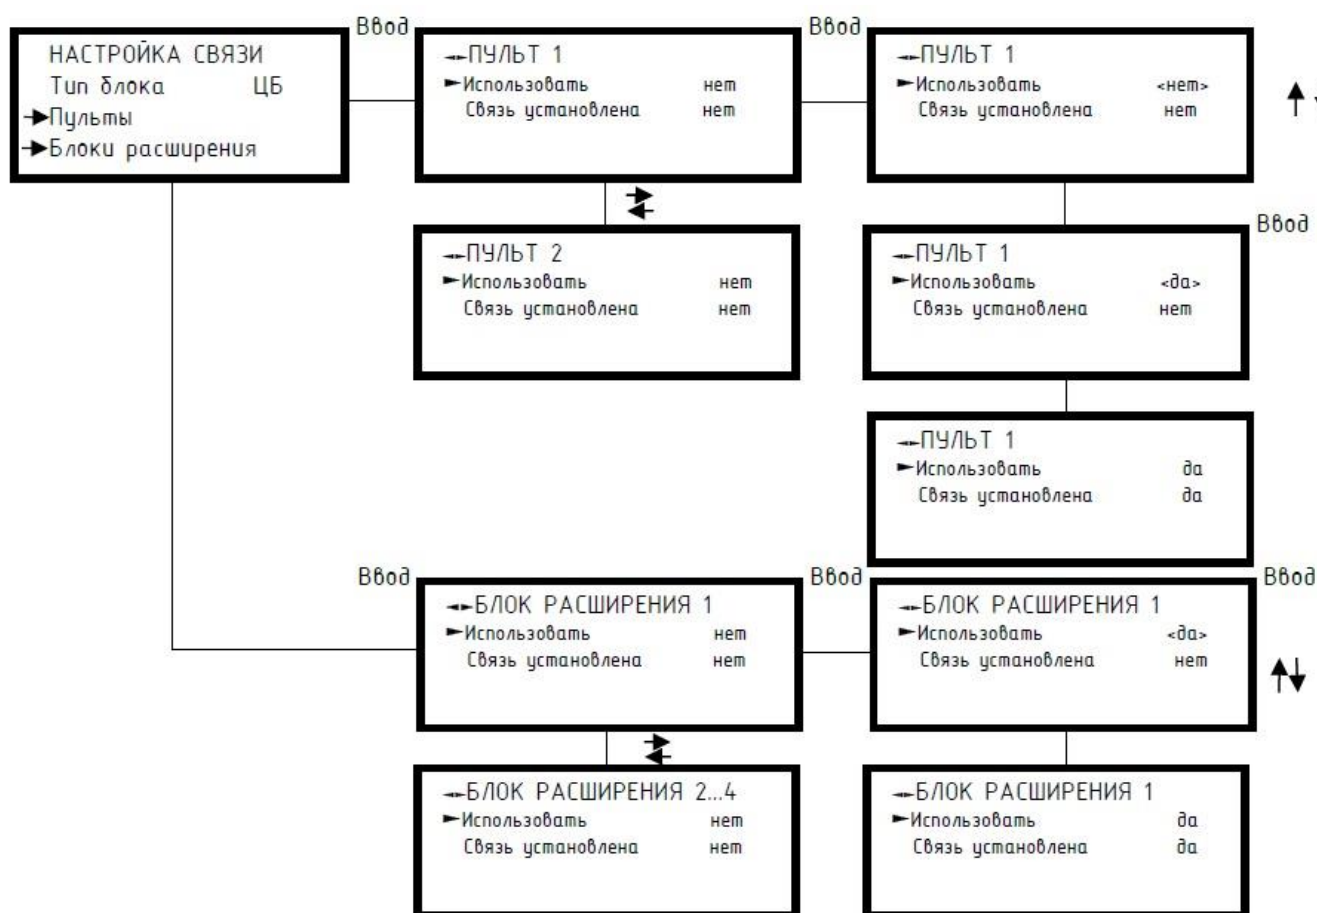 Ввод
Ввод
НАСТРОЙКА СВЯЗИ
Тип блока ЦБ
Пульты
Блоки расширения
ПУЛЬТ 1
Использовать нет
Связь установлена нет
ПУЛЬТ 1
Использовать <нет>
Связь установлена нет
Ввод
ПУЛЬТ 2
Использовать нет
Связь установлена нет
ПУЛЬТ 1
Использовать <да>
Связь установлена нет
ПУЛЬТ 1
Использовать да
Связь установлена да
Ввод
Ввод
Ввод
БЛОК РАСШИРЕНИЯ 1
Использовать нет
Связь установлена нет
БЛОК РАСШИРЕНИЯ 1
Использовать <да>
Связь установлена нет
БЛОК РАСШИРЕНИЯ 2...4
Использовать нет
Связь установлена нет
БЛОК РАСШИРЕНИЯ 1
Использовать да
Связь установлена да